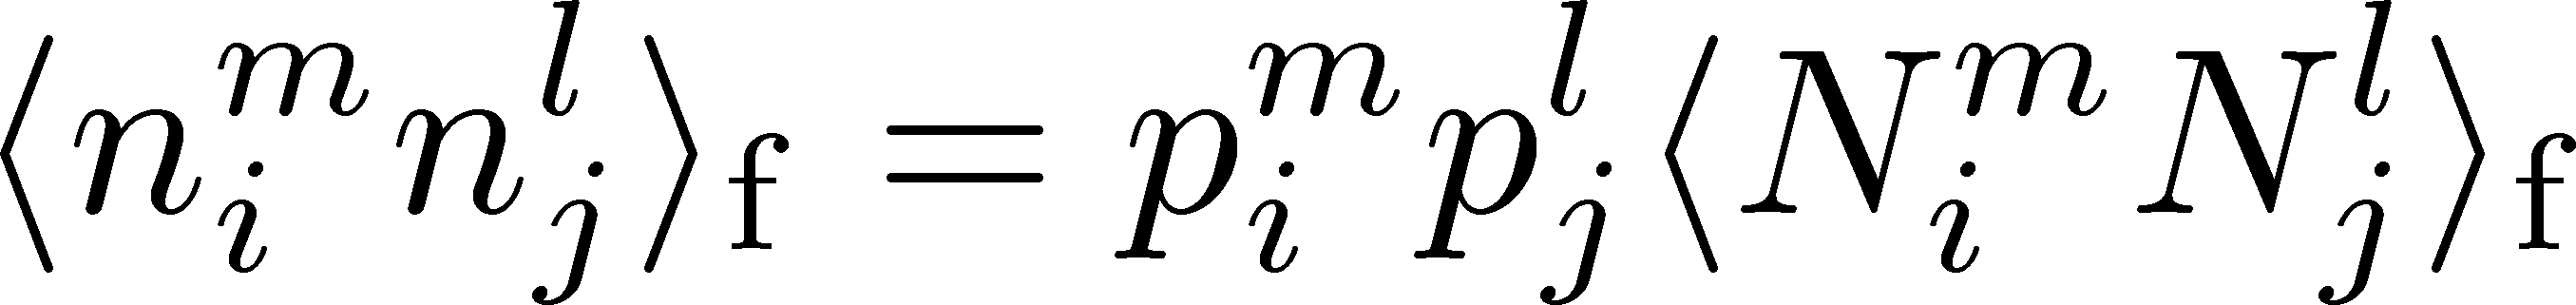 ⟨n_i^m n_j^l⟩_f = p_i^m p_j^l ⟨N_i^m N_j^l⟩_f